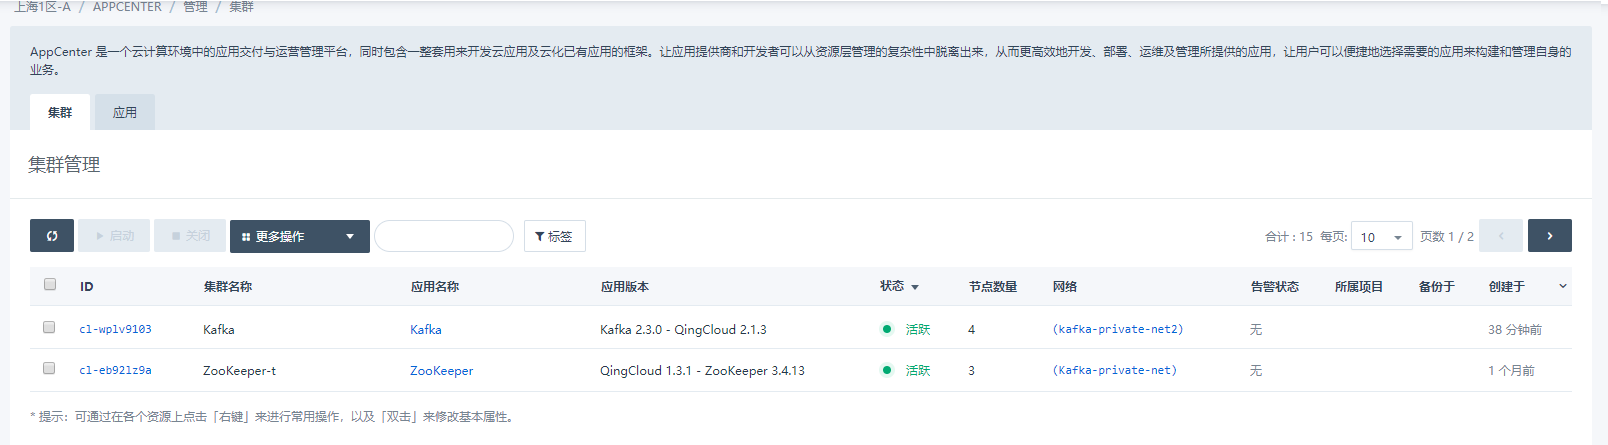 上海1区-A / APPCENTER / 管理 / 集群
AppCenter 是一个云计算环境中的应用交付与运营管理平台，同时包含一整套用来开发云应用及云化已有应用的框架。让应用提供商和开发者可以从资源层管理的复杂性中脱离出来，从而更高效地开发、部署、运维及管理所提供的应用，让用户可以便捷地选择需要的应用来构建和管理自身的
业务。
集群 应用
集群管理
启动 关闭 更多操作 标签 合计 : 15 每页: 10 页数 1 / 2
ID 集群名称 应用名称 应用版本 状态 节点数量 网络 告警状态 所属项目 备份于 创建于
cl-wplv9103 Kafka Kafka Kafka 2.3.0 - QingCloud 2.1.3 活跃 4 (kafka-private-net2) 无 38 分钟前
cl-eb92lz9a ZooKeeper-t ZooKeeper QingCloud 1.3.1 - ZooKeeper 3.4.13 活跃 3 (Kafka-private-net) 无 1 个月前
* 提示：可通过在各个资源上点击「右键」来进行常用操作，以及「双击」来修改基本属性。